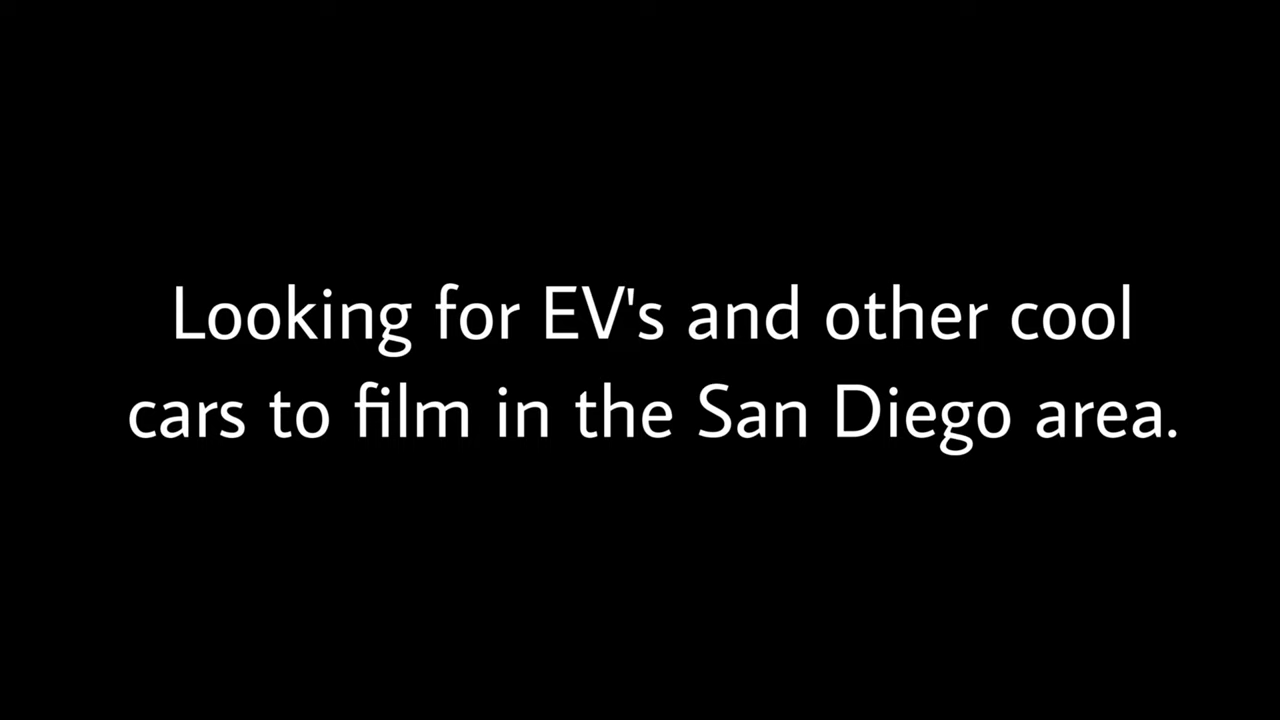 Looking for EV's and other cool
cars to film in the San Diego area.